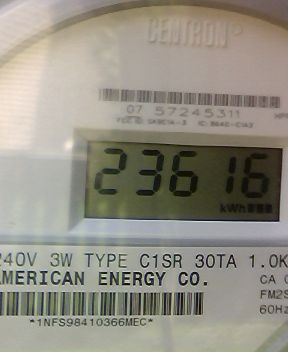 CENTRON®
07 57245311
23616
kWh
240V 3W TYPE C1SR 30TA 1.0K
AMERICAN ENERGY CO. CA
FM2S
60Hz
*1NFS98410366MEC*